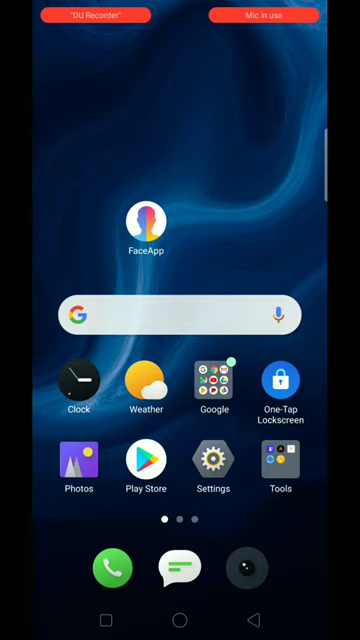 "DU Recorder" Mic in use
FaceApp
Clock Weather Google One-Tap
Lockscreen
Photos Play Store Settings Tools